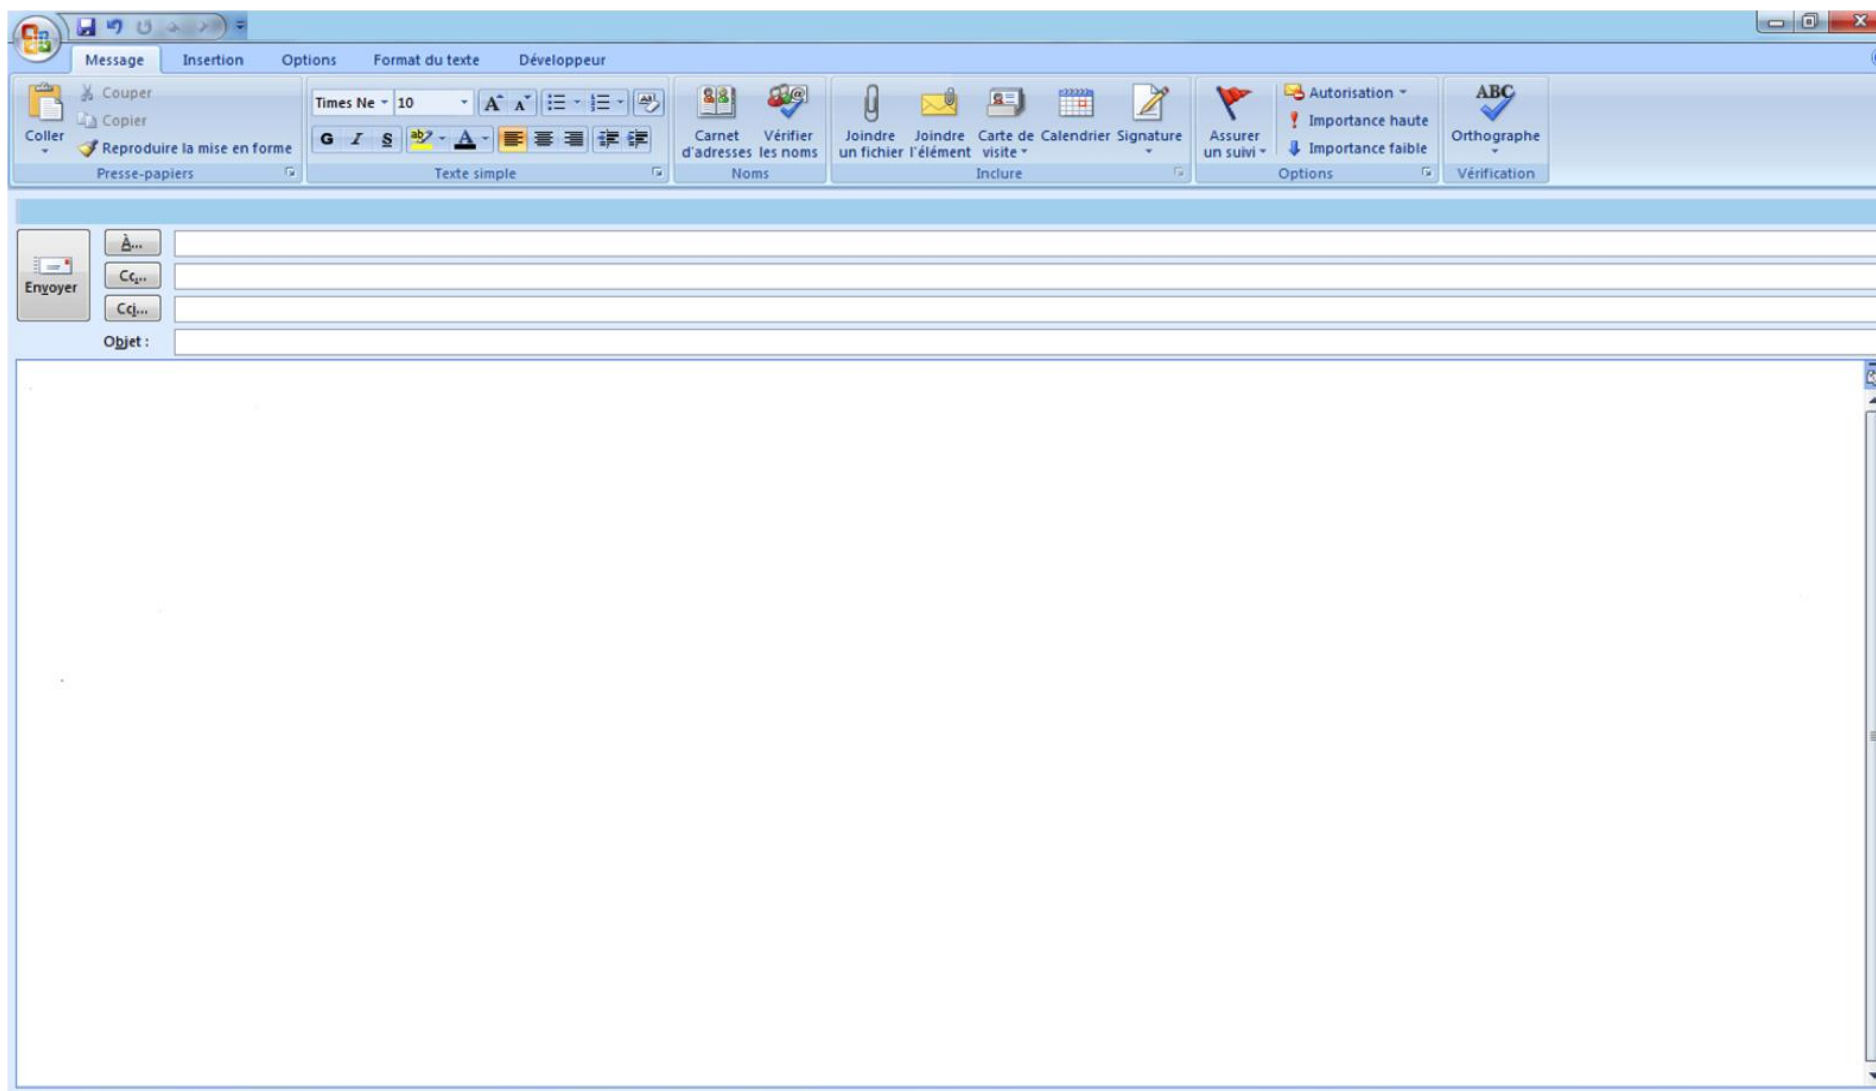 Message Insertion Options Format du texte Développeur
Coller
Couper
Copier
Reproduire la mise en forme
Presse-papiers
Times Ne 10
G I S
Texte simple
Carnet d'adresses
Vérifier les noms
Noms
Joindre un fichier
Joindre l'élément
Carte de visite
Calendrier
Signature
Inclure
Assurer un suivi
Autorisation
Importance haute
Importance faible
Options
ABC
Orthographe
Vérification
Envoyer
À...
Cc...
Cci...
Objet :